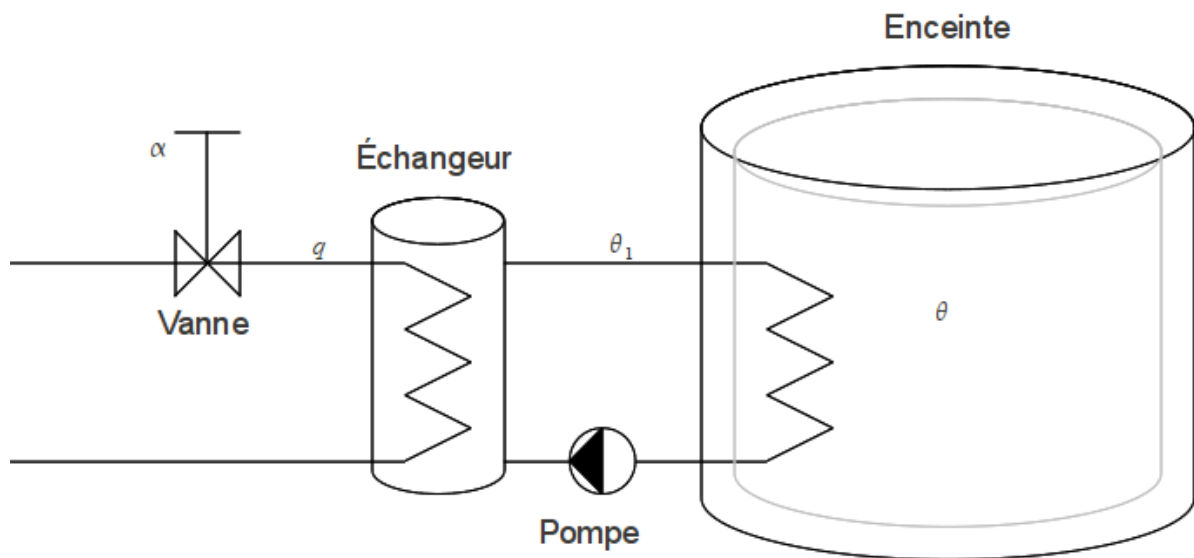 Enceinte
α
Échangeur
q
θ₁
Vanne
θ
Pompe